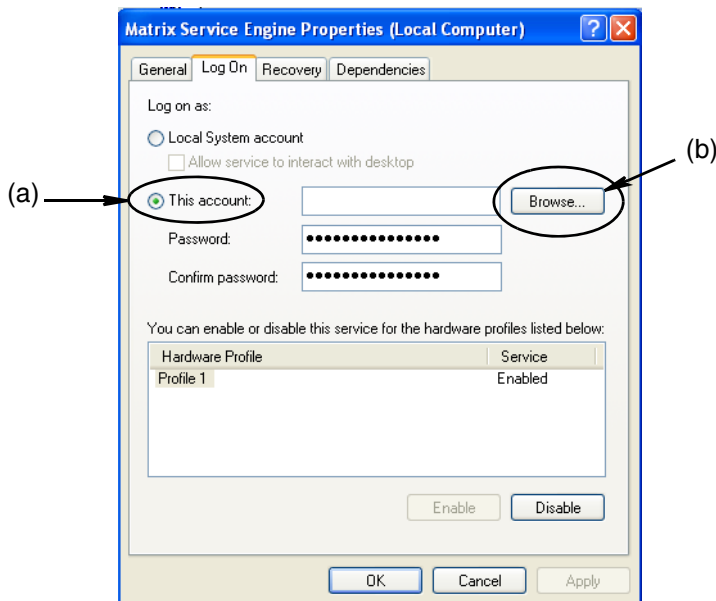 Matrix Service Engine Properties (Local Computer)
General Log On Recovery Dependencies
Log on as:
Local System account
Allow service to interact with desktop
(b)
(a) This account: Browse...
Password: ●●●●●●●●●●●●●●●
Confirm password: ●●●●●●●●●●●●●●●
You can enable or disable this service for the hardware profiles listed below:
Hardware Profile Service
Profile 1 Enabled
Enable Disable
OK Cancel Apply